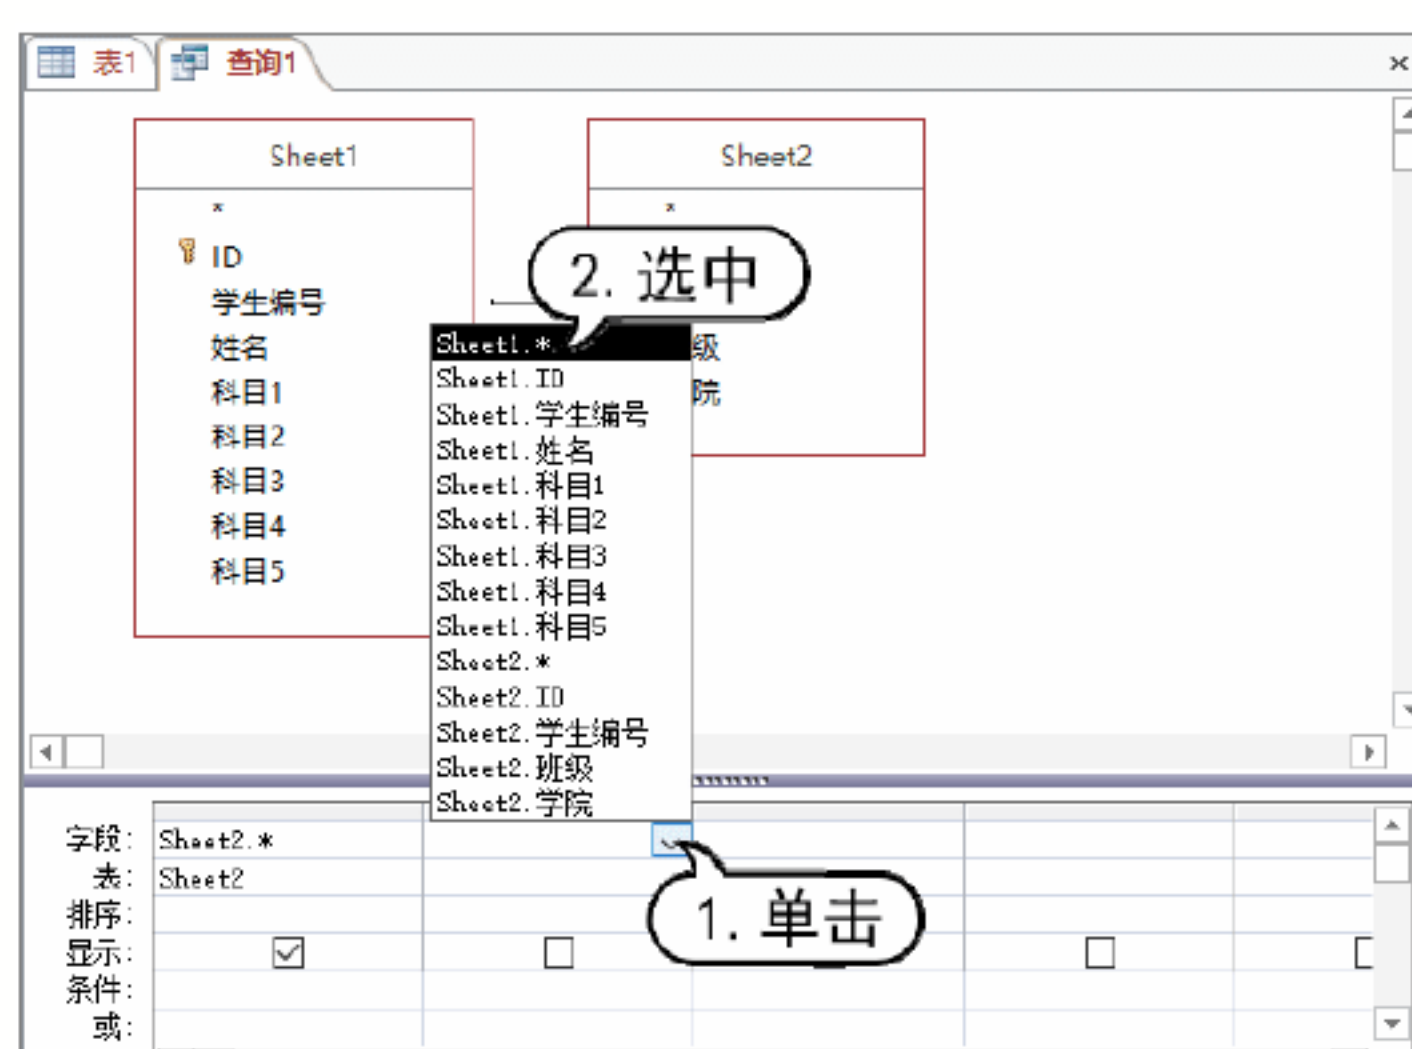 表1 查询1
Sheet1
*
ID
学生编号
姓名
科目1
科目2
科目3
科目4
科目5
Sheet2
*
级
院
2. 选中
Sheet1.*
Sheet1.ID
Sheet1.学生编号
Sheet1.姓名
Sheet1.科目1
Sheet1.科目2
Sheet1.科目3
Sheet1.科目4
Sheet1.科目5
Sheet2.*
Sheet2.ID
Sheet2.学生编号
Sheet2.班级
Sheet2.学院
字段: Sheet2.*
表: Sheet2
排序:
显示:
条件:
或:
1. 单击